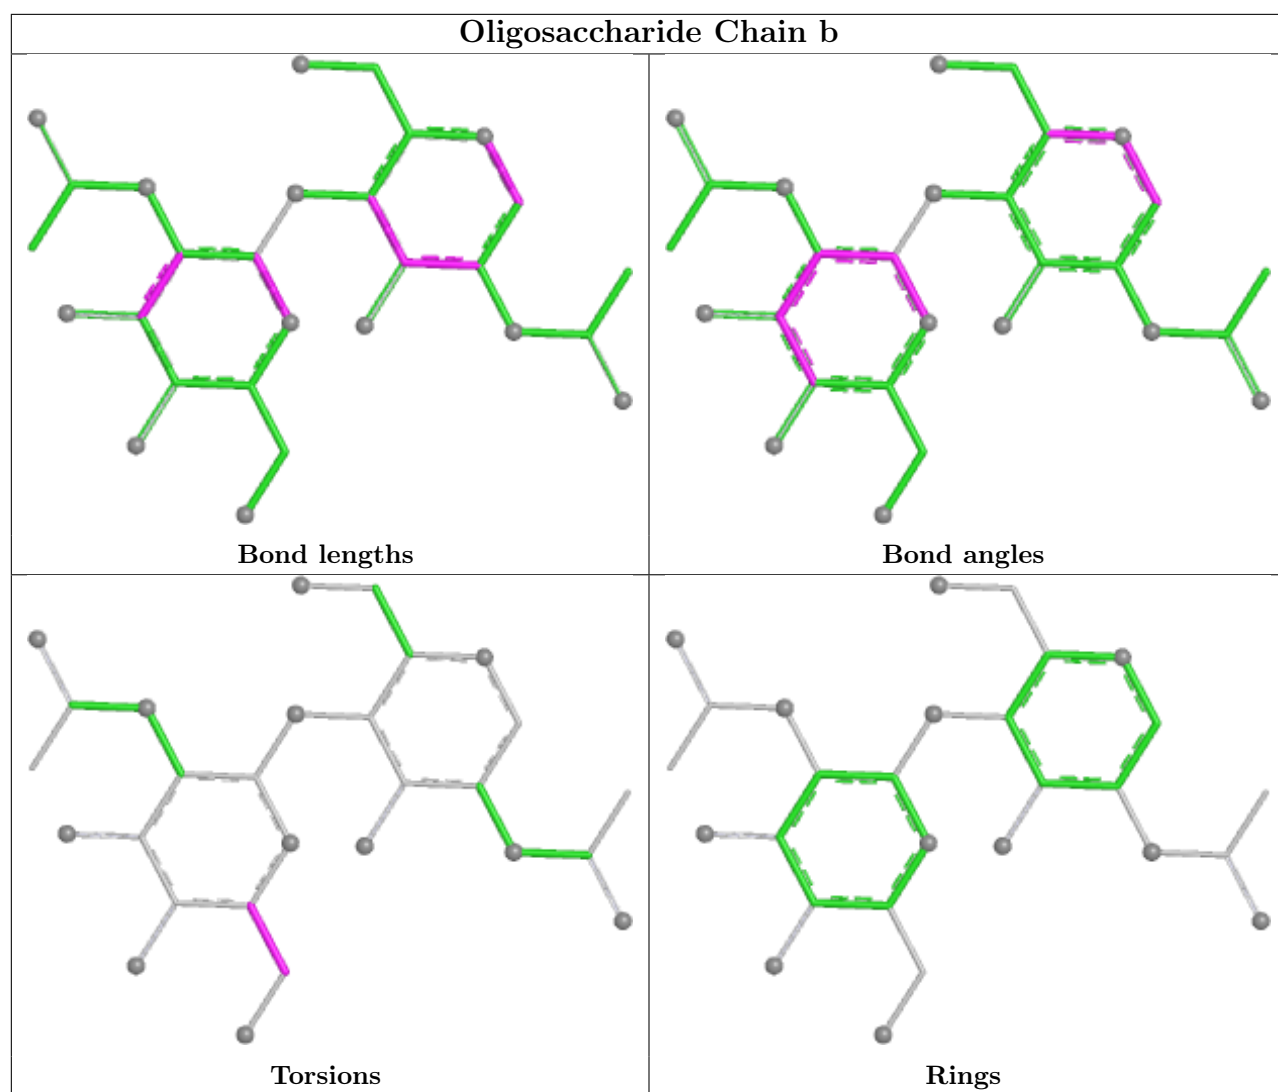 Oligosaccharide Chain b
Bond lengths
Bond angles
Torsions
Rings